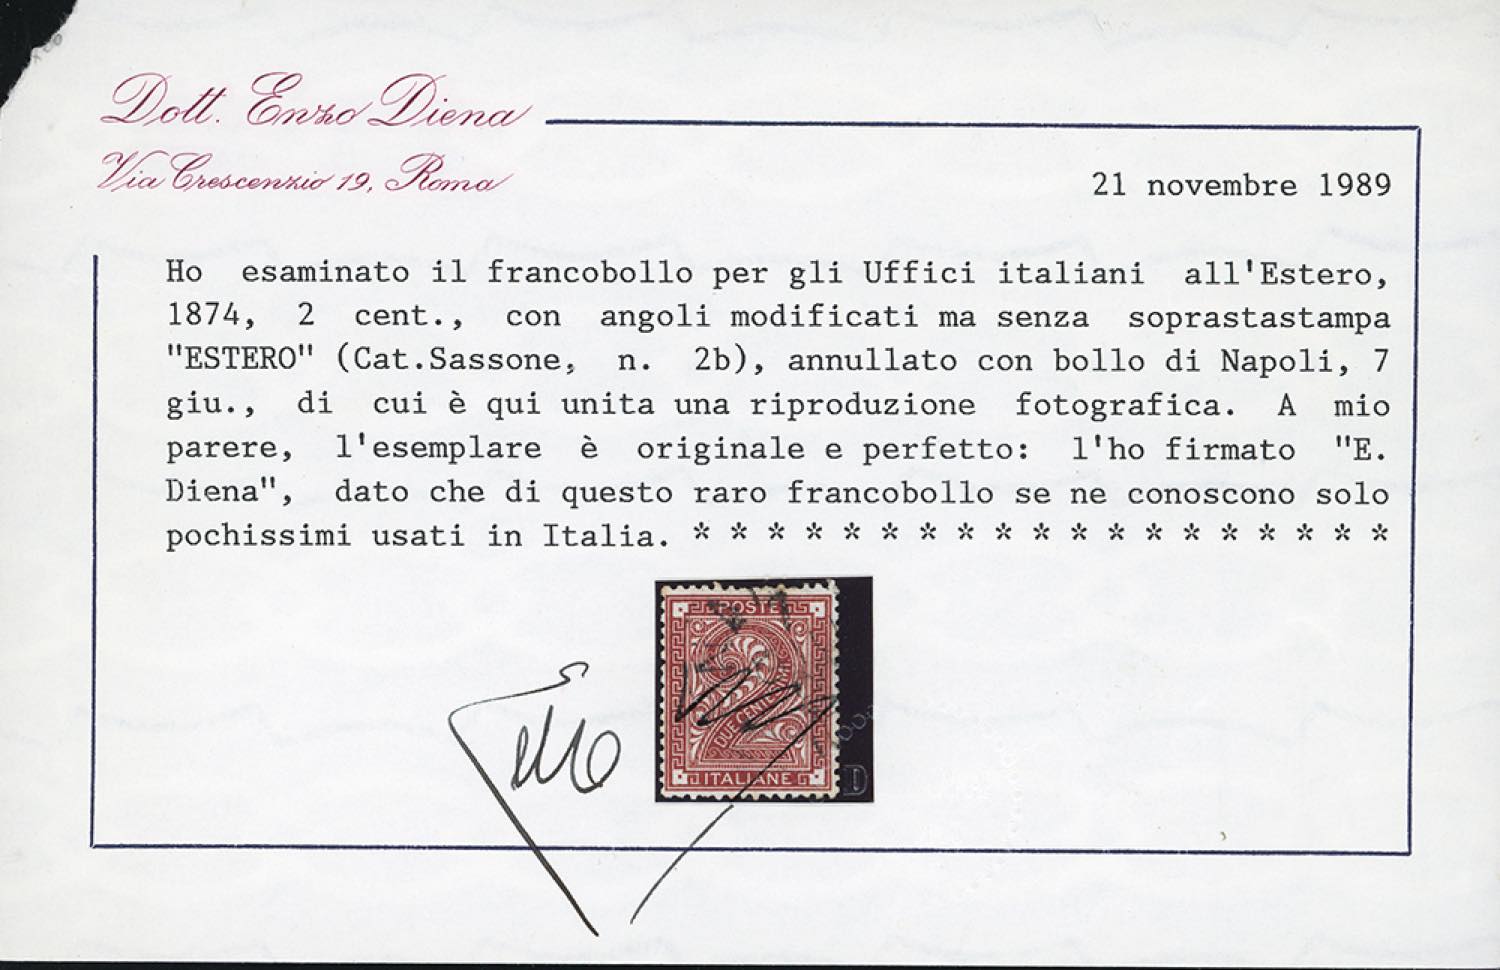 Dott. Enzo Diena
Via Crescenzio 19, Roma
21 novembre 1989
Ho esaminato il francobollo per gli Uffici italiani all'Estero,
1874, 2 cent., con angoli modificati ma senza soprastastampa
"ESTERO" (Cat.Sassone, n. 2b), annullato con bollo di Napoli, 7
giu., di cui è qui unita una riproduzione fotografica. A mio
parere, l'esemplare è originale e perfetto: l'ho firmato "E.
Diena", dato che di questo raro francobollo se ne conoscono solo
pochissimi usati in Italia. * * * * * * * * * * * * * * * * * * *
POSTE
DUE CENTESIMI
ITALIANE
D